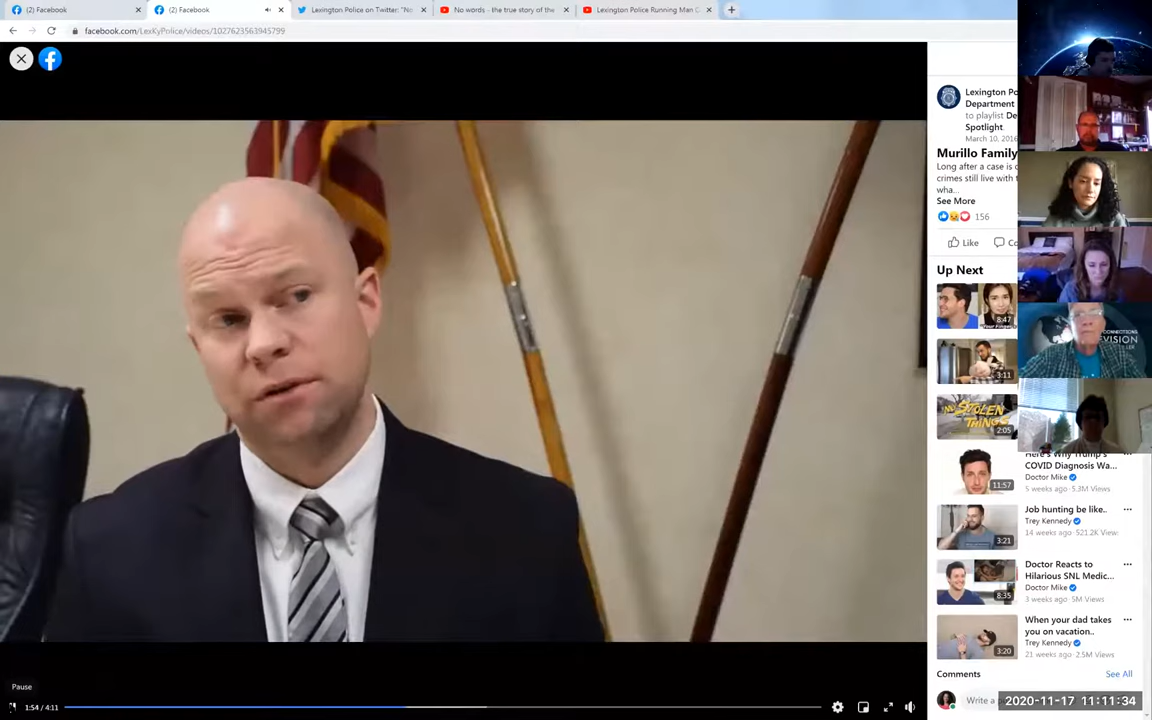 (2) Facebook
(2) Facebook
Lexington Police on Twitter: "No
No words - the true story of the
Lexington Police Running Man C
facebook.com/LexKyPolice/videos/1027623563945799
Lexington Po
Department
to playlist De
Spotlight.
March 10, 2016
Murillo Family
Long after a case is c
crimes still live with t
wha...
See More
156
Like
Co
Up Next
8:47
3:11
CONNECTIONS
EVISION
STOLEN
THINGS
2:05
Here's Why Trump's
COVID Diagnosis Wa...
Doctor Mike
5 weeks ago · 5.3M Views
11:57
Job hunting be like..
Trey Kennedy
14 weeks ago · 521.2K Views
3:21
Doctor Reacts to
Hilarious SNL Medic...
Doctor Mike
3 weeks ago · 5M Views
8:35
When your dad takes
you on vacation..
Trey Kennedy
21 weeks ago · 2.5M Views
3:20
Comments
See All
Write a
2020-11-17 11:11:34
Pause
1:54 / 4:11